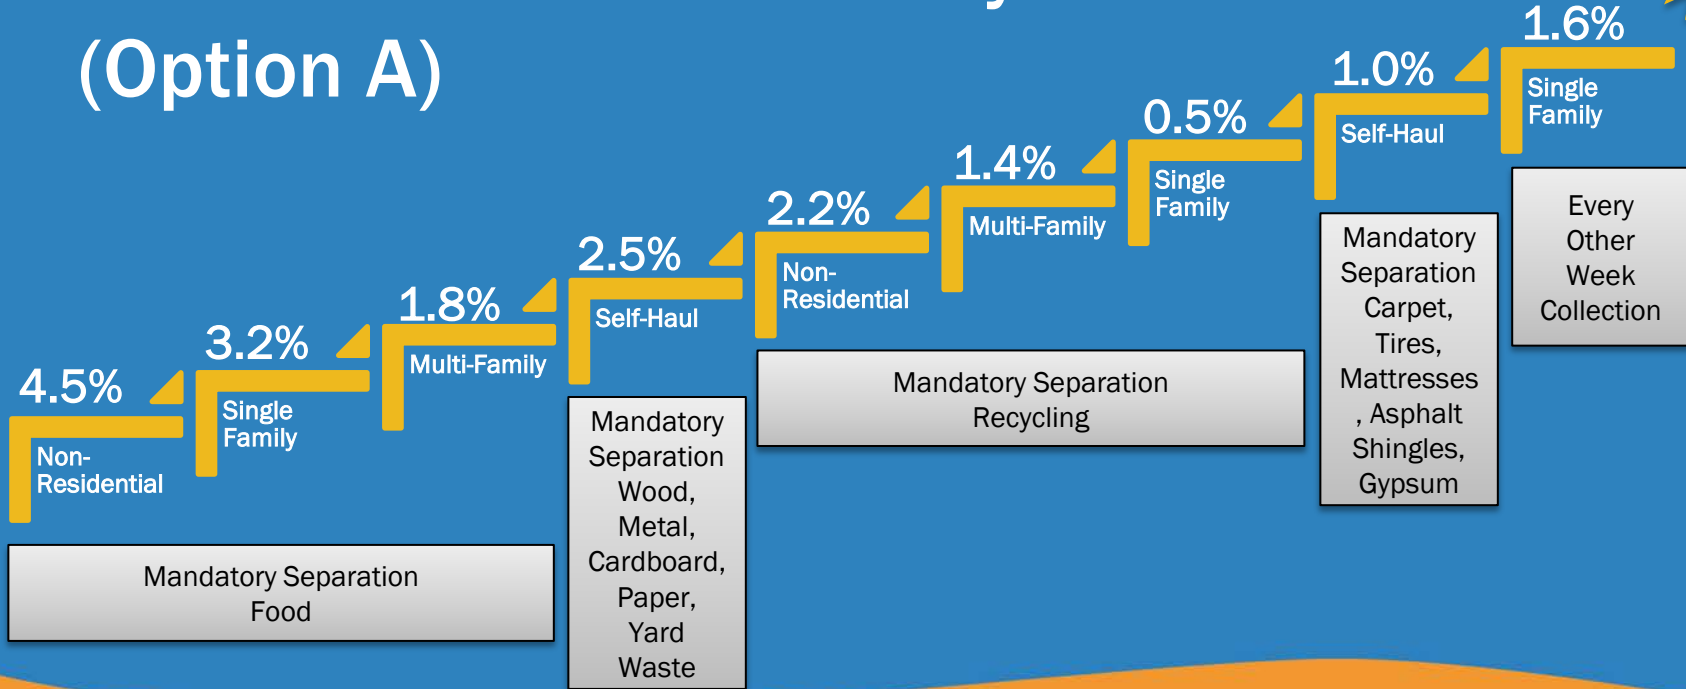 (Option A)
4.5%
Non-
Residential
3.2%
Single
Family
1.8%
Multi-Family
Mandatory Separation
Food
2.5%
Self-Haul
Mandatory
Separation
Wood,
Metal,
Cardboard,
Paper,
Yard
Waste
2.2%
Non-
Residential
1.4%
Multi-Family
0.5%
Single
Family
Mandatory Separation
Recycling
1.0%
Self-Haul
Mandatory
Separation
Carpet,
Tires,
Mattresses
, Asphalt
Shingles,
Gypsum
1.6%
Single
Family
Every
Other
Week
Collection